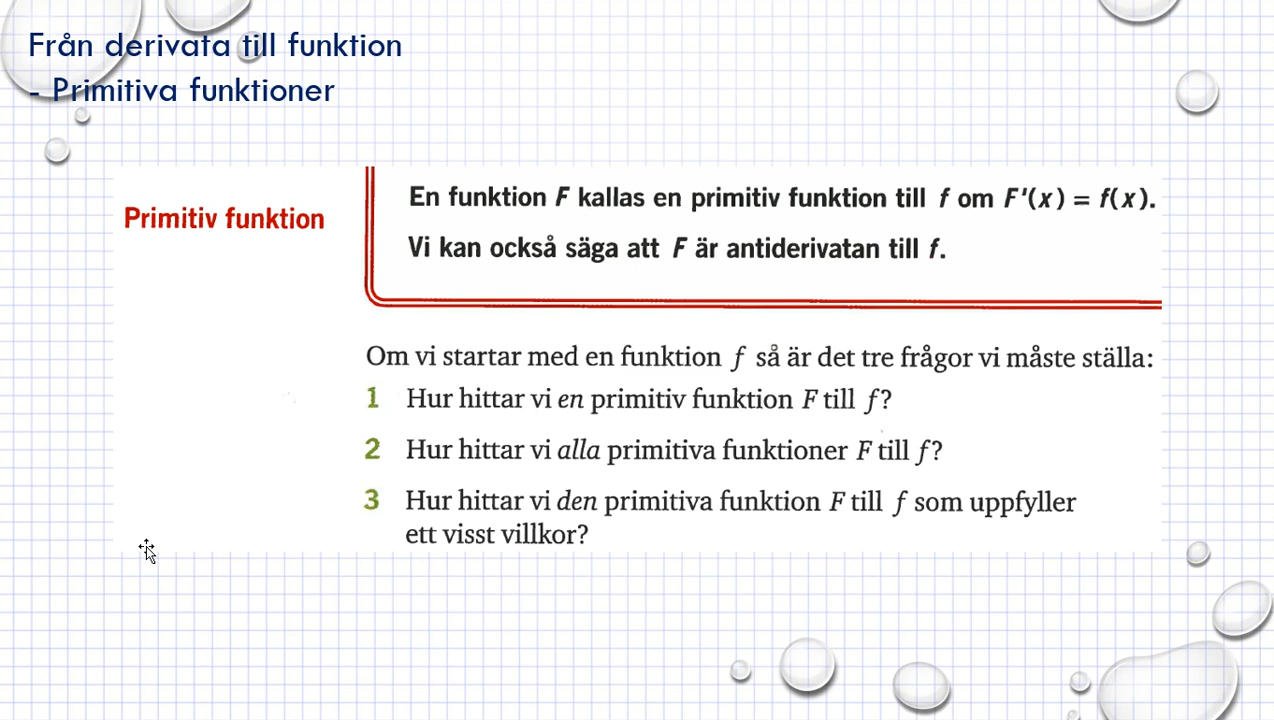 Från derivata till funktion
- Primitiva funktioner
Primitiv funktion
En funktion F kallas en primitiv funktion till f om F'(x) = f(x).
Vi kan också säga att F är antiderivatan till f.
Om vi startar med en funktion f så är det tre frågor vi måste ställa:
1 Hur hittar vi en primitiv funktion F till f?
2 Hur hittar vi alla primitiva funktioner F till f?
3 Hur hittar vi den primitiva funktion F till f som uppfyller
ett visst villkor?